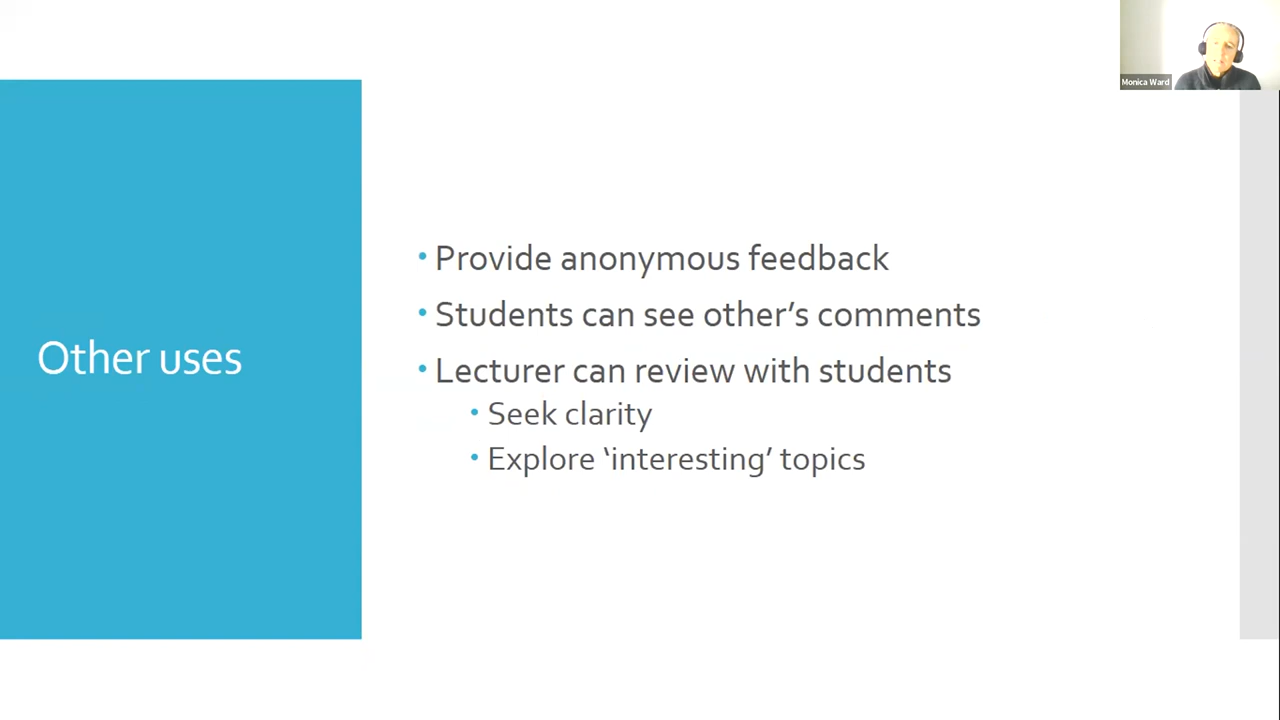 Monica Ward
Other uses
• Provide anonymous feedback
• Students can see other’s comments
• Lecturer can review with students
• Seek clarity
• Explore ‘interesting’ topics